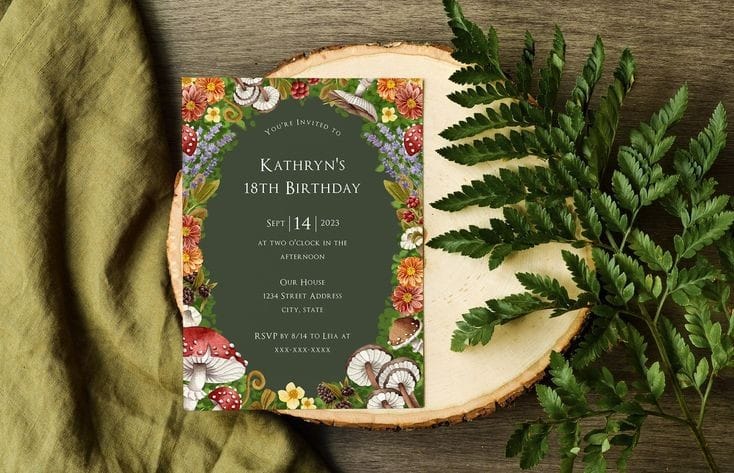 You're Invited to
Kathryn's
18th Birthday
Sept | 14 | 2023
at two o'clock in the
afternoon
Our House
1234 Street Address
City, State
RSVP by 8/14 to Leia at
xxx-xxx-xxxx